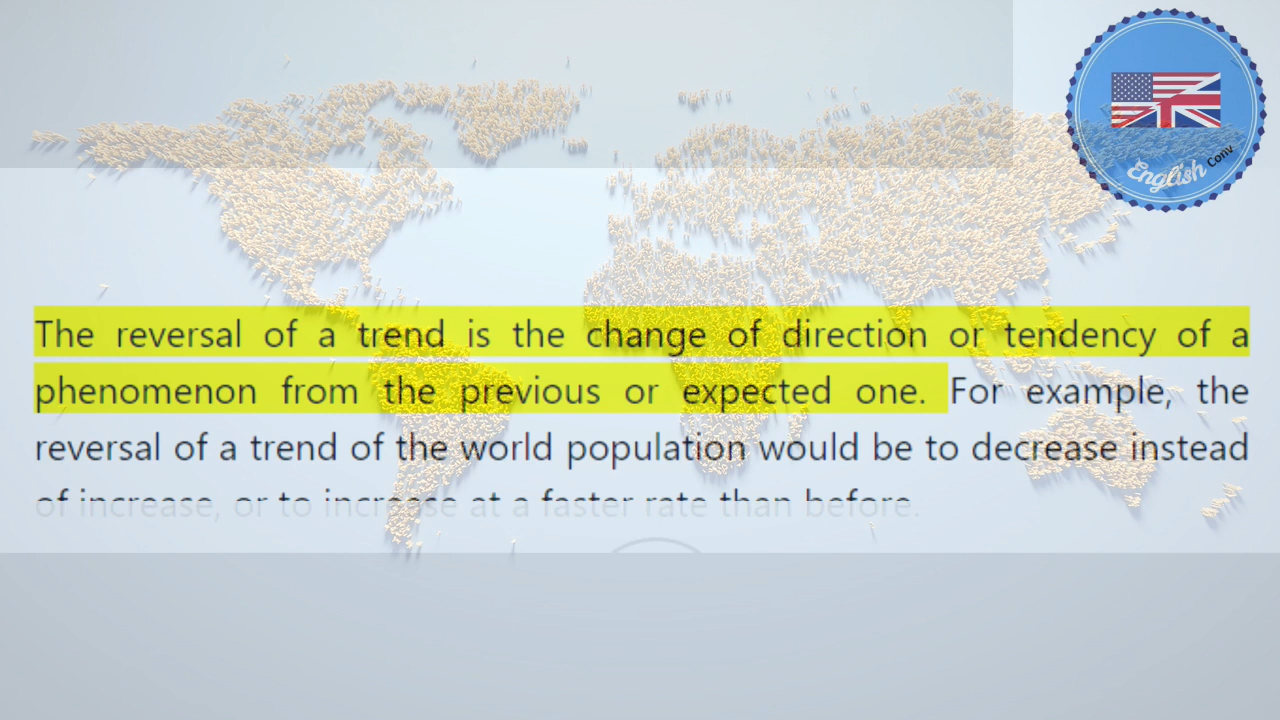 English Conv
The reversal of a trend is the change of direction or tendency of a
phenomenon from the previous or expected one. For example, the
reversal of a trend of the world population would be to decrease instead
of increase, or to increase at a faster rate than before.